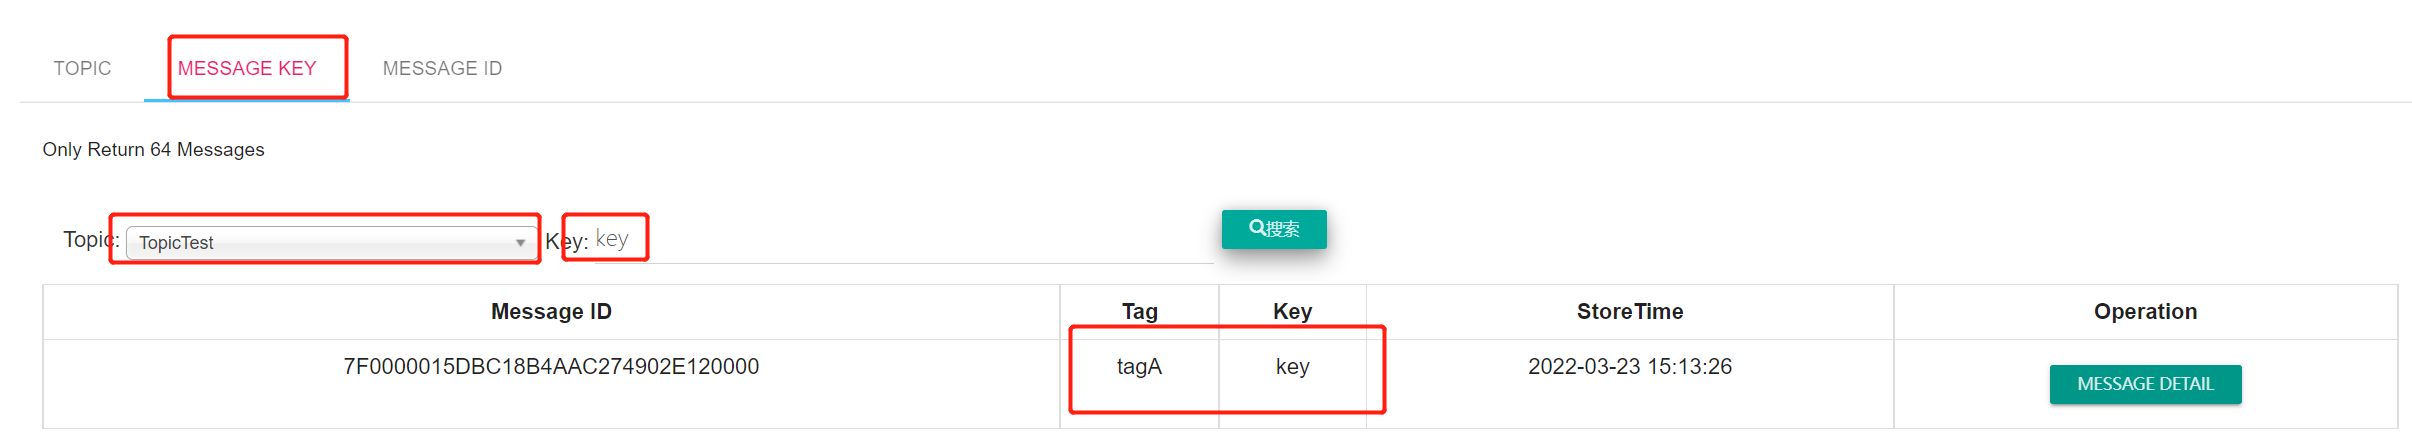 TOPIC MESSAGE KEY MESSAGE ID
Only Return 64 Messages
Topic: TopicTest Key: key 搜索
Message ID Tag Key StoreTime Operation
7F0000015DBC18B4AAC274902E120000 tagA key 2022-03-23 15:13:26 MESSAGE DETAIL